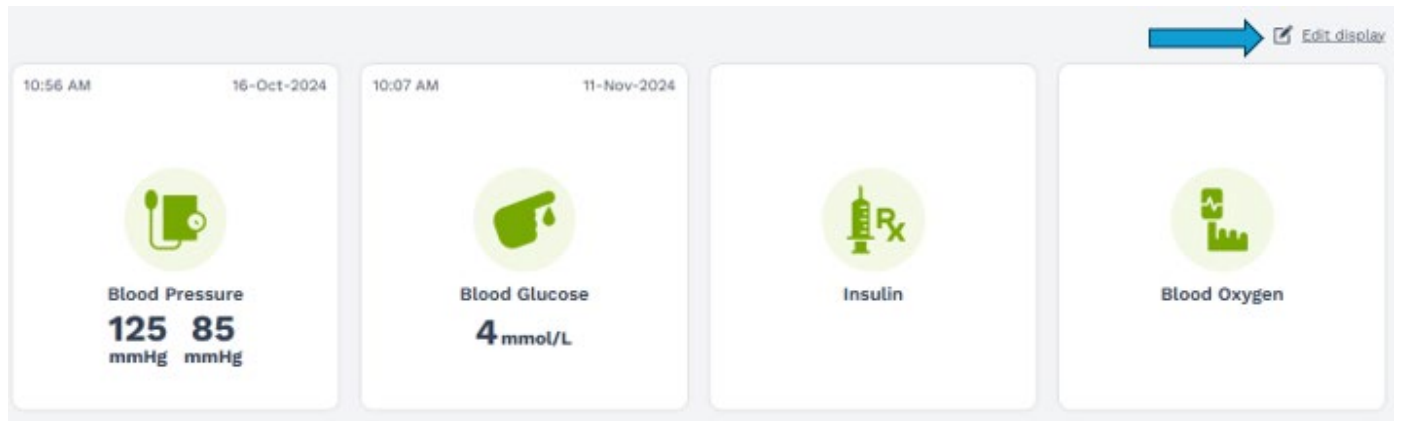 Edit display
10:56 AM 16-Oct-2024
Blood Pressure
125 85
mmHg mmHg
10:07 AM 11-Nov-2024
Blood Glucose
4 mmol/L
Rx
Insulin
Blood Oxygen